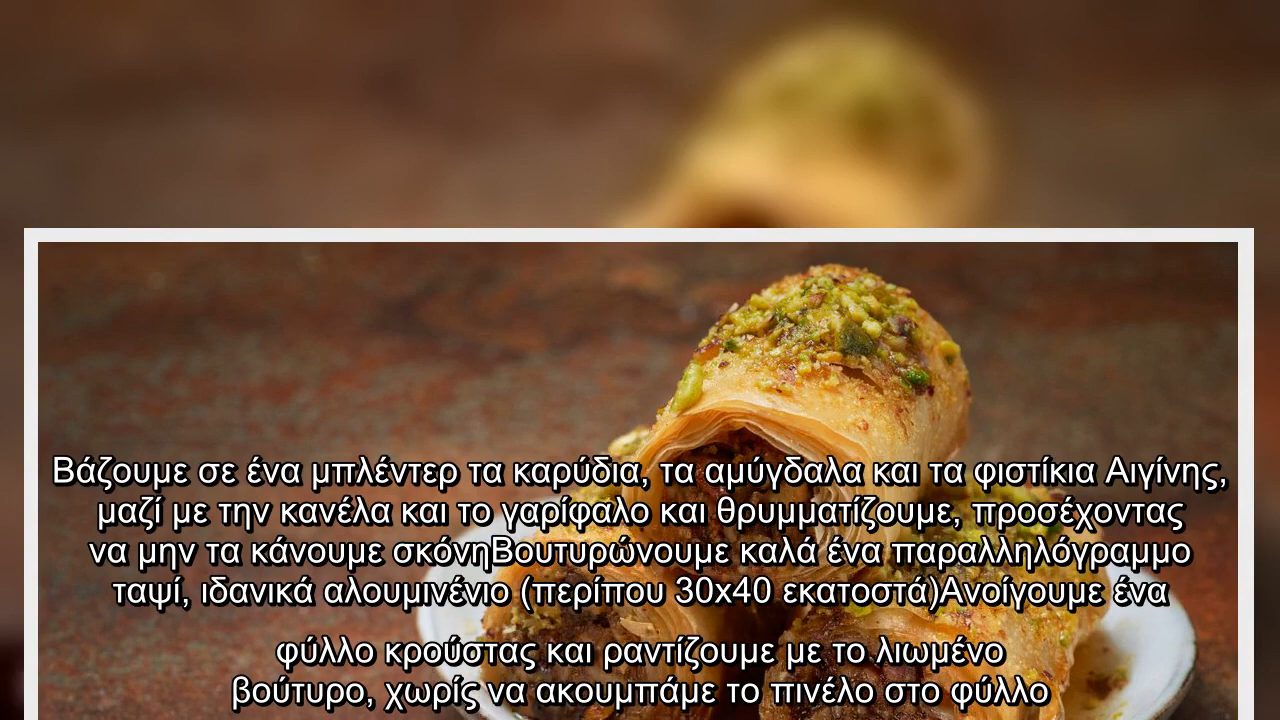 Βάζουμε σε ένα μπλέντερ τα καρύδια, τα αμύγδαλα και τα φιστίκια Αιγίνης,
μαζί με την κανέλα και το γαρίφαλο και θρυμματίζουμε, προσέχοντας
να μην τα κάνουμε σκόνηΒουτυρώνουμε καλά ένα παραλληλόγραμμο
ταψί, ιδανικά αλουμινένιο (περίπου 30x40 εκατοστά)Ανοίγουμε ένα
φύλλο κρούστας και ραντίζουμε με το λιωμένο
βούτυρο, χωρίς να ακουμπάμε το πινέλο στο φύλλο